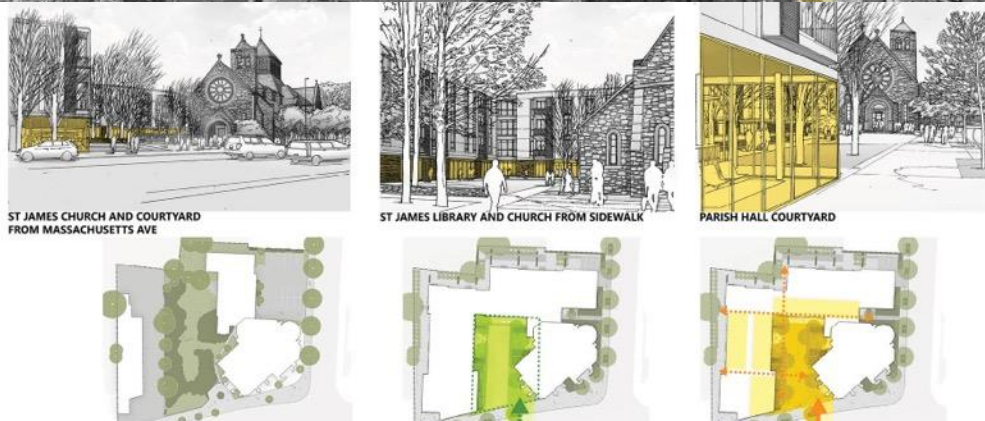 ST JAMES CHURCH AND COURTYARD
FROM MASSACHUSETTS AVE
ST JAMES LIBRARY AND CHURCH FROM SIDEWALK
PARISH HALL COURTYARD